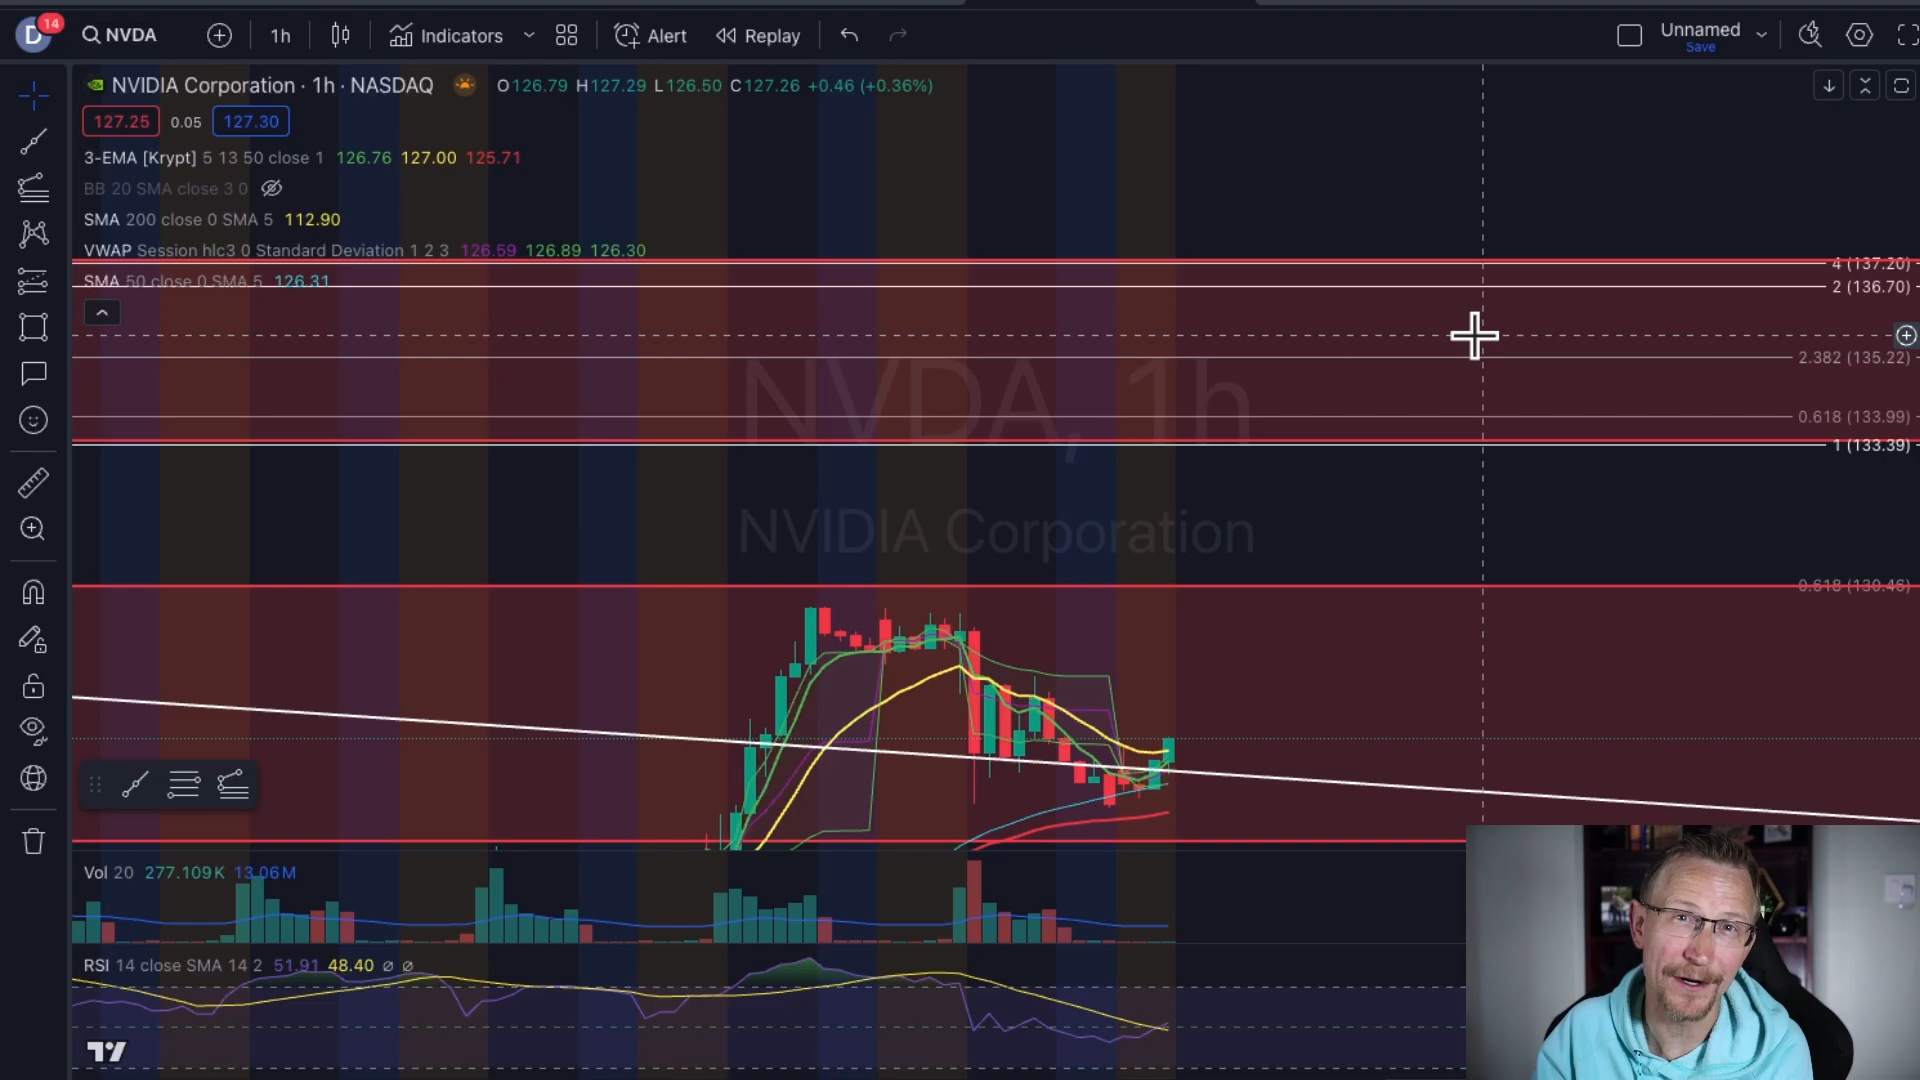 D 14 NVDA 1h Indicators Alert Replay Unnamed
Save
NVIDIA Corporation · 1h · NASDAQ O126.79 H127.29 L126.50 C127.26 +0.46 (+0.36%)
127.25 0.05 127.30
3-EMA [Krypt] 5 13 50 close 1 126.76 127.00 125.71
BB 20 SMA close 3 0
SMA 200 close 0 SMA 5 112.90
VWAP Session hlc3 0 Standard Deviation 1 2 3 126.59 126.89 126.30
4 (137.20)
SMA 50 close 0 SMA 5 126.31
2 (136.70)
2.382 (135.22)
NVDA, 1h
0.618 (133.99)
1 (133.39)
NVIDIA Corporation
0.618 (130.46)
Vol 20 277.109K 13.06M
RSI 14 close SMA 14 2 51.91 48.40 ∅ ∅